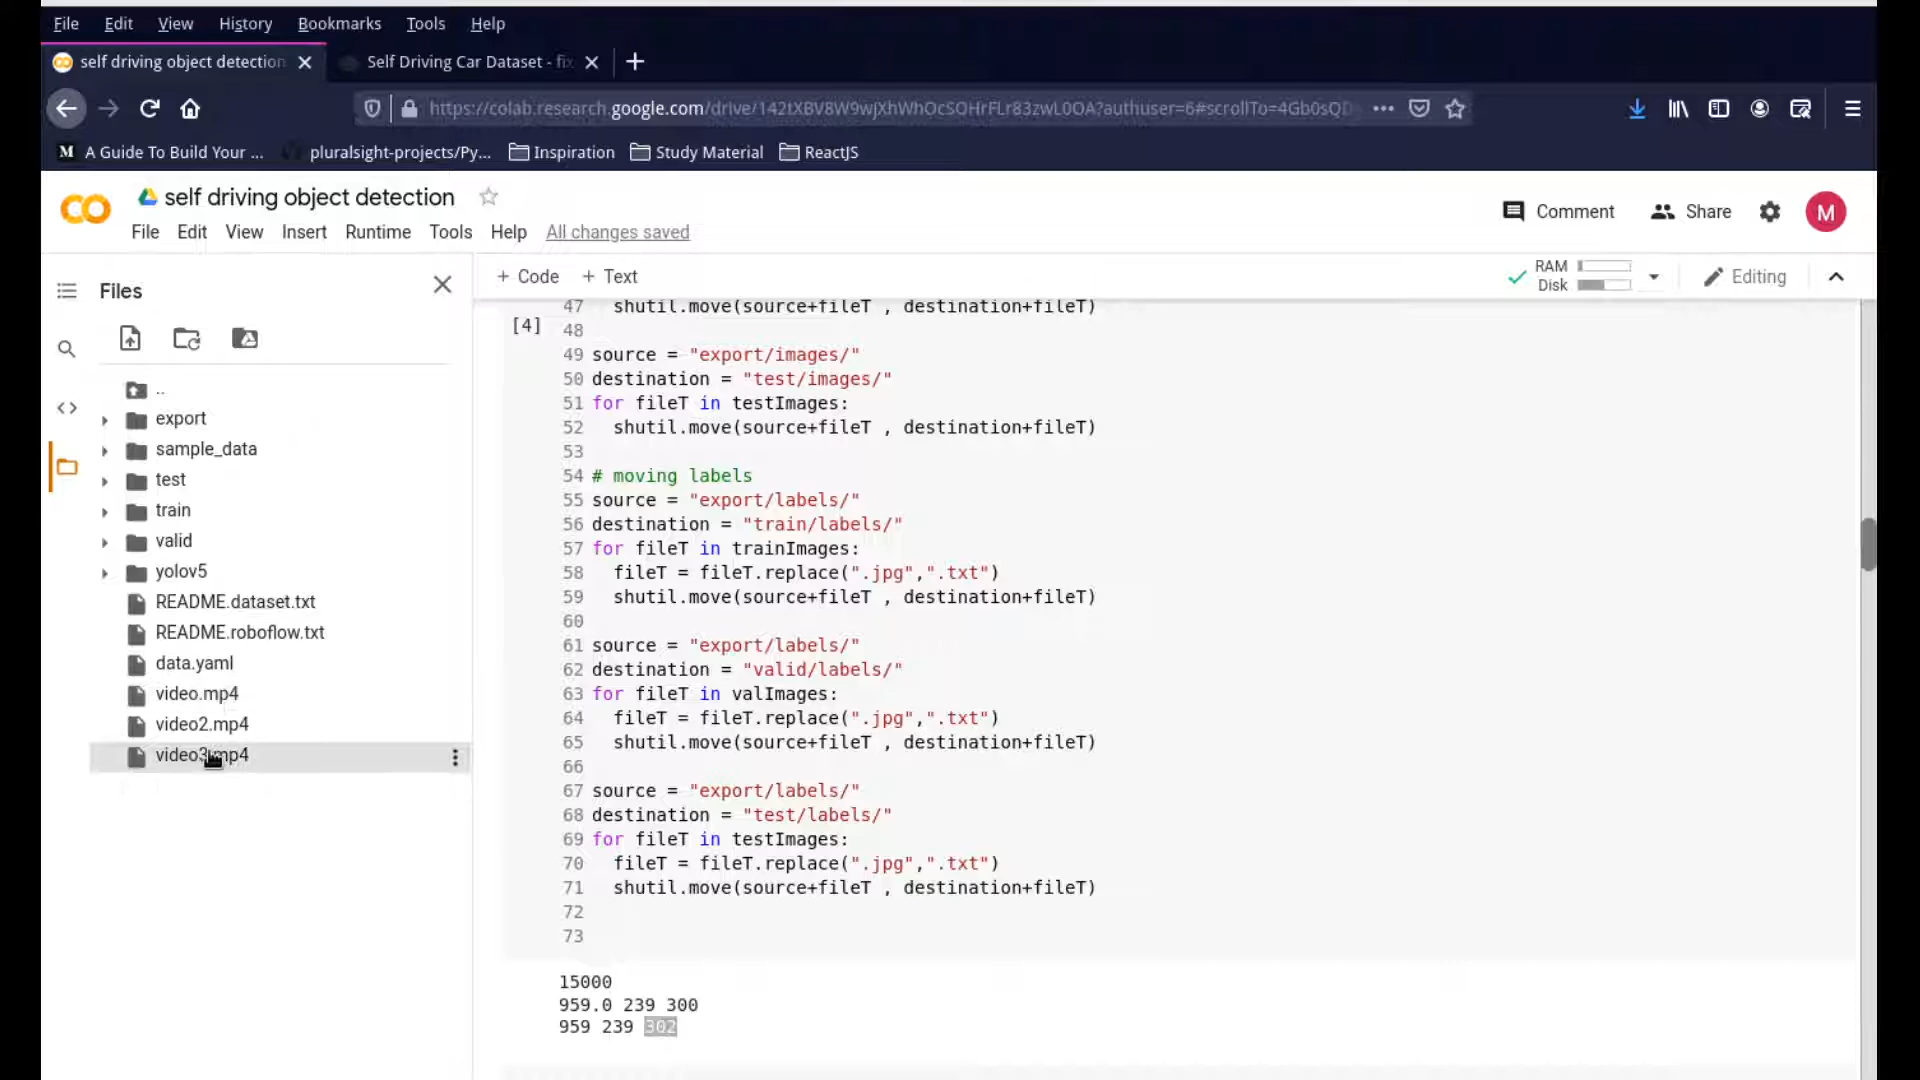 File Edit View History Bookmarks Tools Help
self driving object detection
Self Driving Car Dataset - fix
https://colab.research.google.com/drive/142tXBV8W9wjXhWhOcSOHrFLr83zwL0OA?authuser=6#scrollTo=4Gb0sQD
M A Guide To Build Your ... pluralsight-projects/Py... Inspiration Study Material ReactJS
self driving object detection
Comment Share M
File Edit View Insert Runtime Tools Help All changes saved
Files
+ Code + Text
RAM
Disk
Editing
..
export
sample_data
test
train
valid
yolov5
README.dataset.txt
README.roboflow.txt
data.yaml
video.mp4
video2.mp4
video3.mp4
[4]
47 shutil.move(source+fileT , destination+fileT)
48
49 source = "export/images/"
50 destination = "test/images/"
51 for fileT in testImages:
52 shutil.move(source+fileT , destination+fileT)
53
54 # moving labels
55 source = "export/labels/"
56 destination = "train/labels/"
57 for fileT in trainImages:
58 fileT = fileT.replace(".jpg",".txt")
59 shutil.move(source+fileT , destination+fileT)
60
61 source = "export/labels/"
62 destination = "valid/labels/"
63 for fileT in valImages:
64 fileT = fileT.replace(".jpg",".txt")
65 shutil.move(source+fileT , destination+fileT)
66
67 source = "export/labels/"
68 destination = "test/labels/"
69 for fileT in testImages:
70 fileT = fileT.replace(".jpg",".txt")
71 shutil.move(source+fileT , destination+fileT)
72
73
15000
959.0 239 300
959 239 302